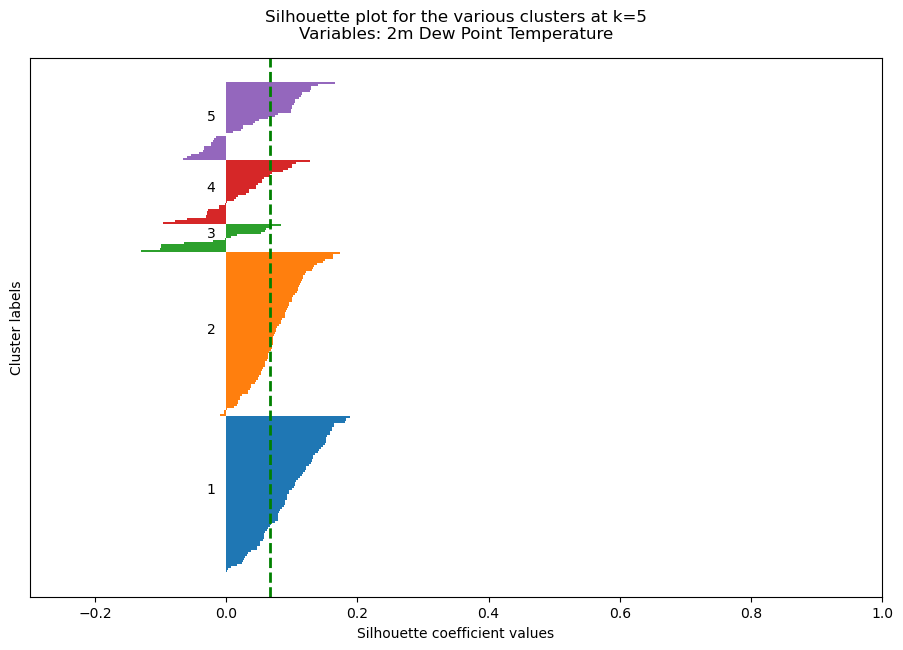 Silhouette plot for the various clusters at k=5
Variables: 2m Dew Point Temperature
Cluster labels
5
4
3
2
1
−0.2 0.0 0.2 0.4 0.6 0.8 1.0
Silhouette coefficient values